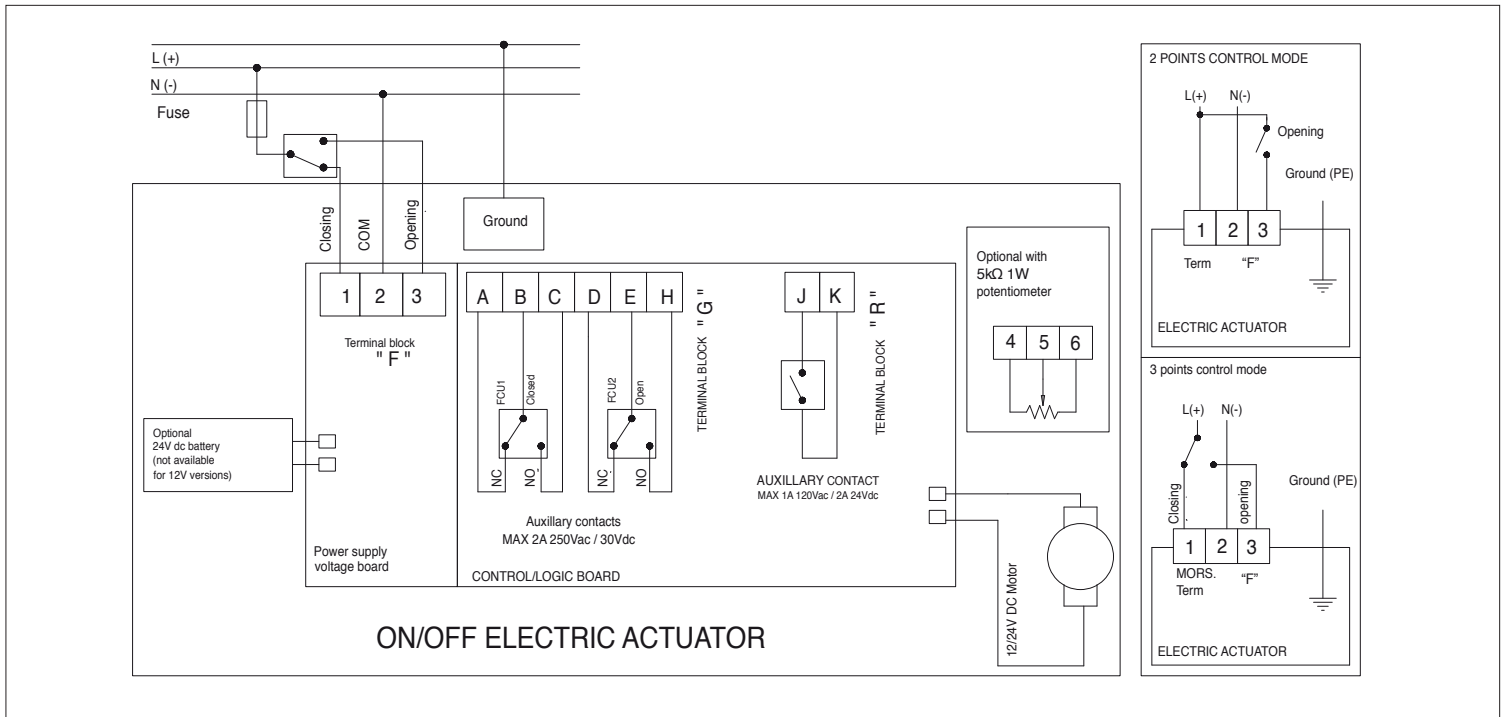 L (+)
N (-)
Fuse
Closing
COM
Opening
Ground
1 2 3
Terminal block
" F "
A B C D E H
TERMINAL BLOCK " G "
FCU1
Closed
FCU2
Open
NC
NO
NC
NO
Auxillary contacts
MAX 2A 250Vac / 30Vdc
J K
TERMINAL BLOCK " R "
AUXILLARY CONTACT
MAX 1A 120Vac / 2A 24Vdc
Optional with
5kΩ 1W
potentiometer
4 5 6
Optional
24V dc battery
(not available
for 12V versions)
Power supply
voltage board
CONTROL/LOGIC BOARD
12/24V DC Motor
ON/OFF ELECTRIC ACTUATOR
2 POINTS CONTROL MODE
L(+) N(-)
Opening
Ground (PE)
1 2 3
Term "F"
ELECTRIC ACTUATOR
3 points control mode
L(+) N(-)
Ground (PE)
Closing
opening
1 2 3
MORS.
Term "F"
ELECTRIC ACTUATOR